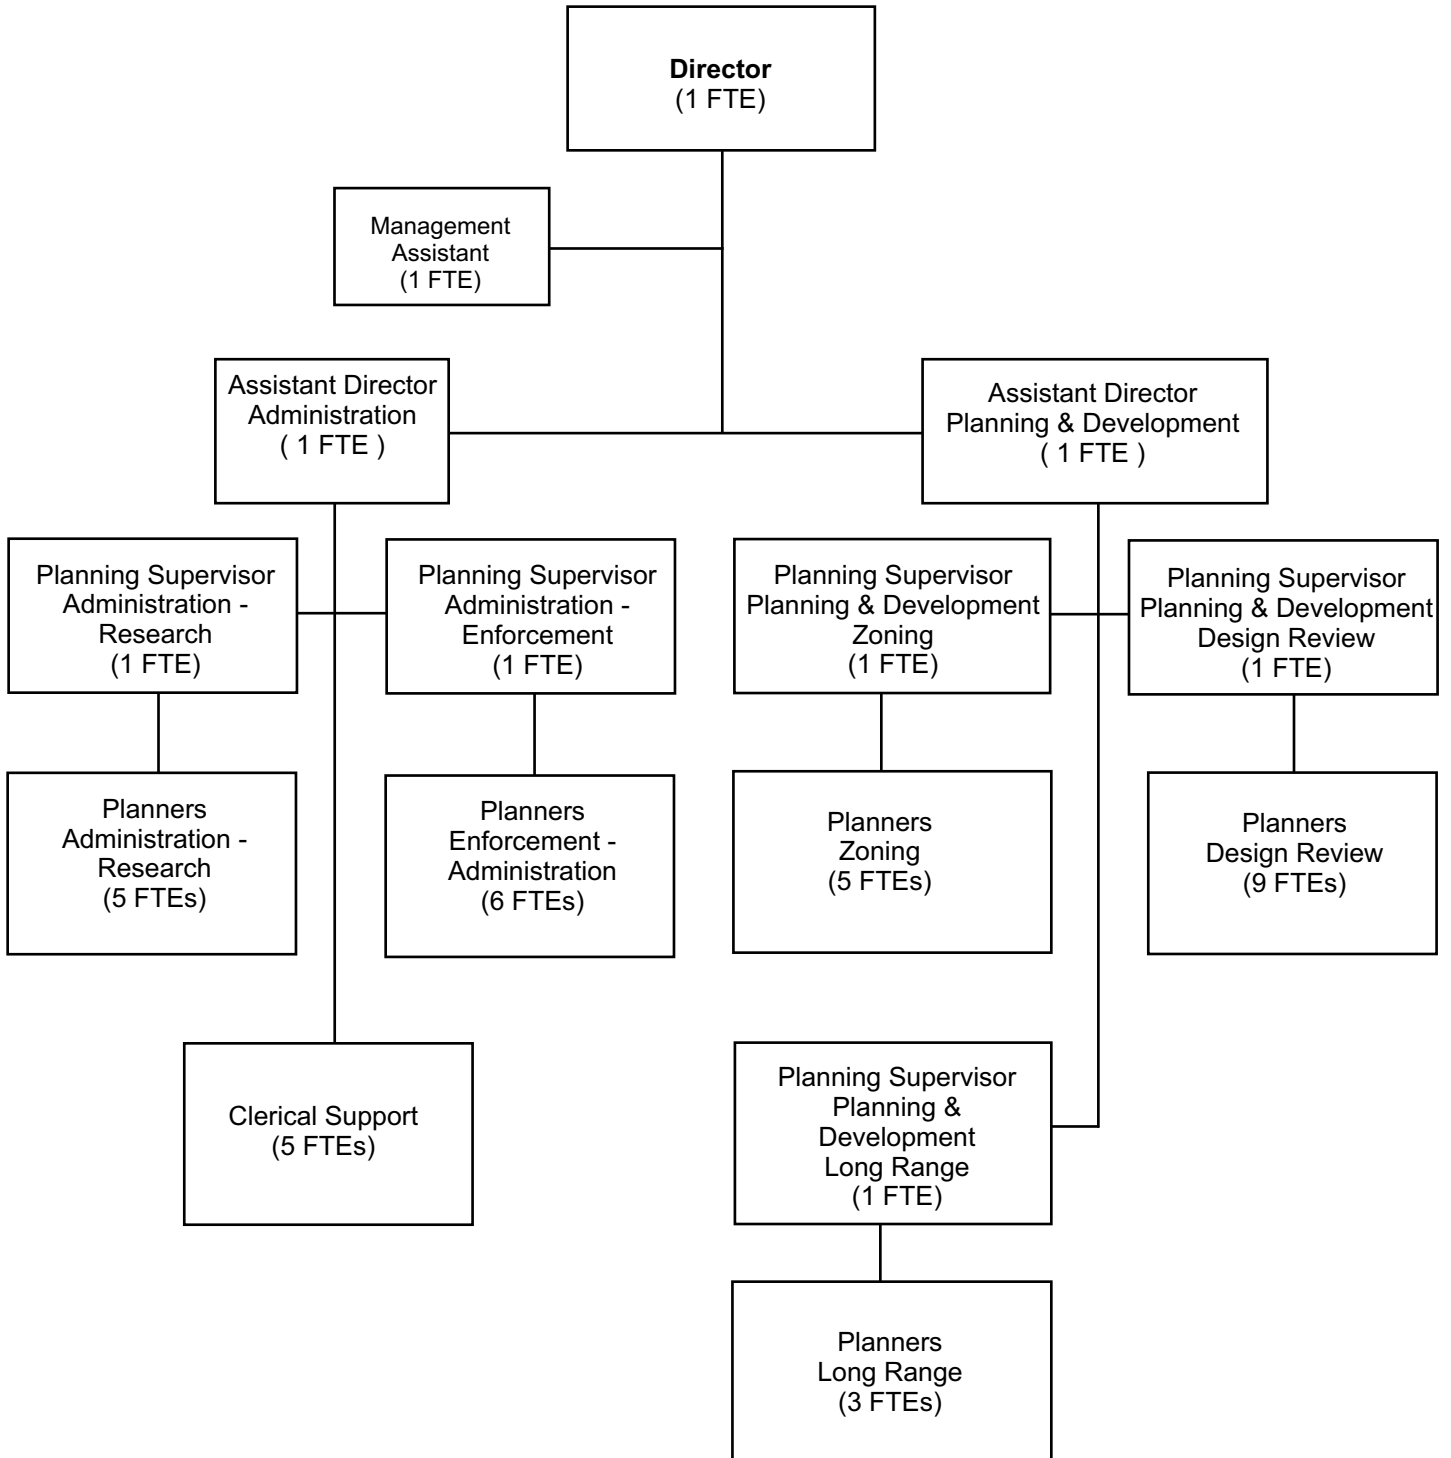 Director
(1 FTE)
Management
Assistant
(1 FTE)
Assistant Director
Administration
( 1 FTE )
Assistant Director
Planning & Development
( 1 FTE )
Planning Supervisor
Administration -
Research
(1 FTE)
Planning Supervisor
Administration -
Enforcement
(1 FTE)
Planning Supervisor
Planning & Development
Zoning
(1 FTE)
Planning Supervisor
Planning & Development
Design Review
(1 FTE)
Planners
Administration -
Research
(5 FTEs)
Planners
Enforcement -
Administration
(6 FTEs)
Planners
Zoning
(5 FTEs)
Planners
Design Review
(9 FTEs)
Clerical Support
(5 FTEs)
Planning Supervisor
Planning &
Development
Long Range
(1 FTE)
Planners
Long Range
(3 FTEs)